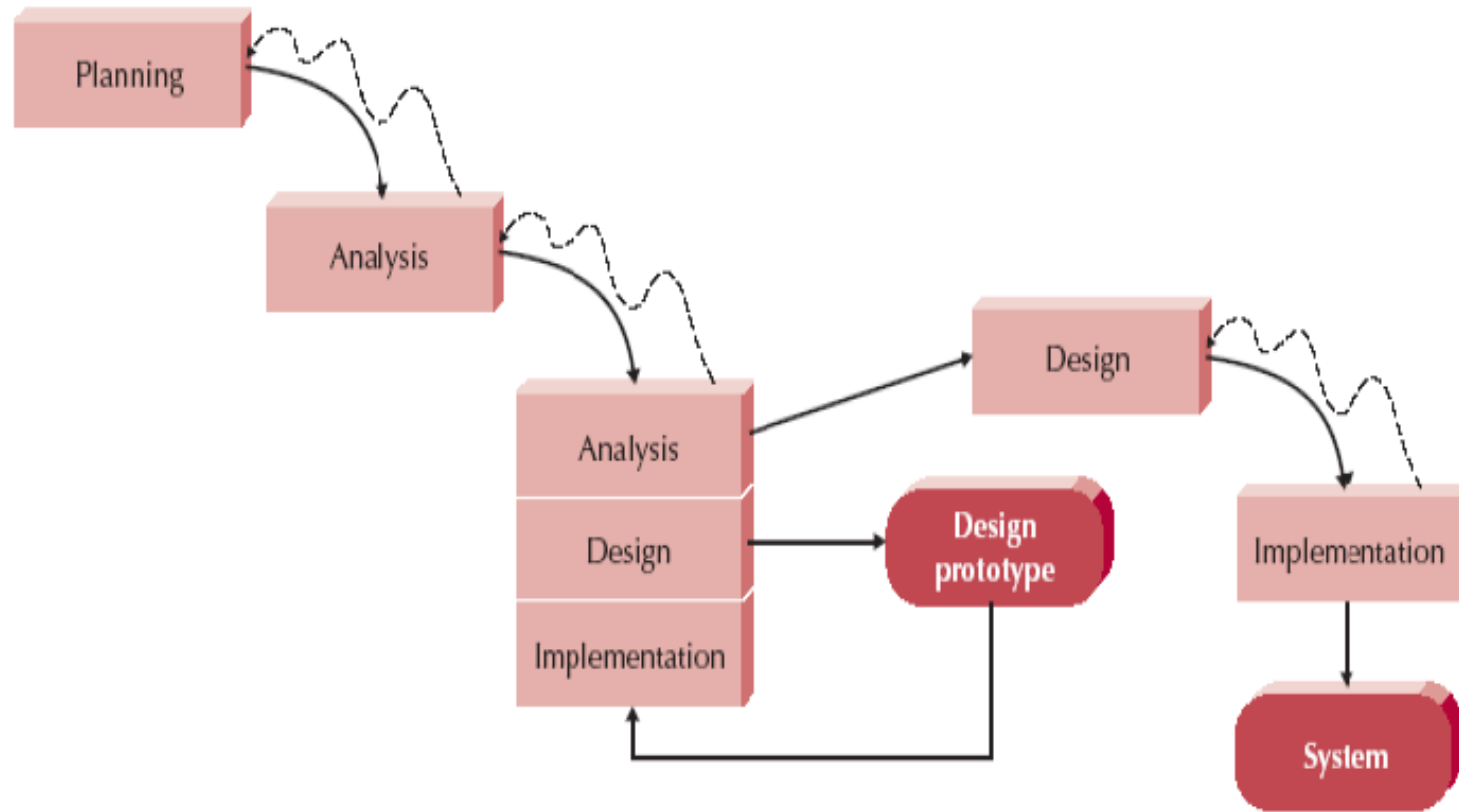 Planning
Analysis
Analysis
Design
Implementation
Design
prototype
Design
Implementation
System